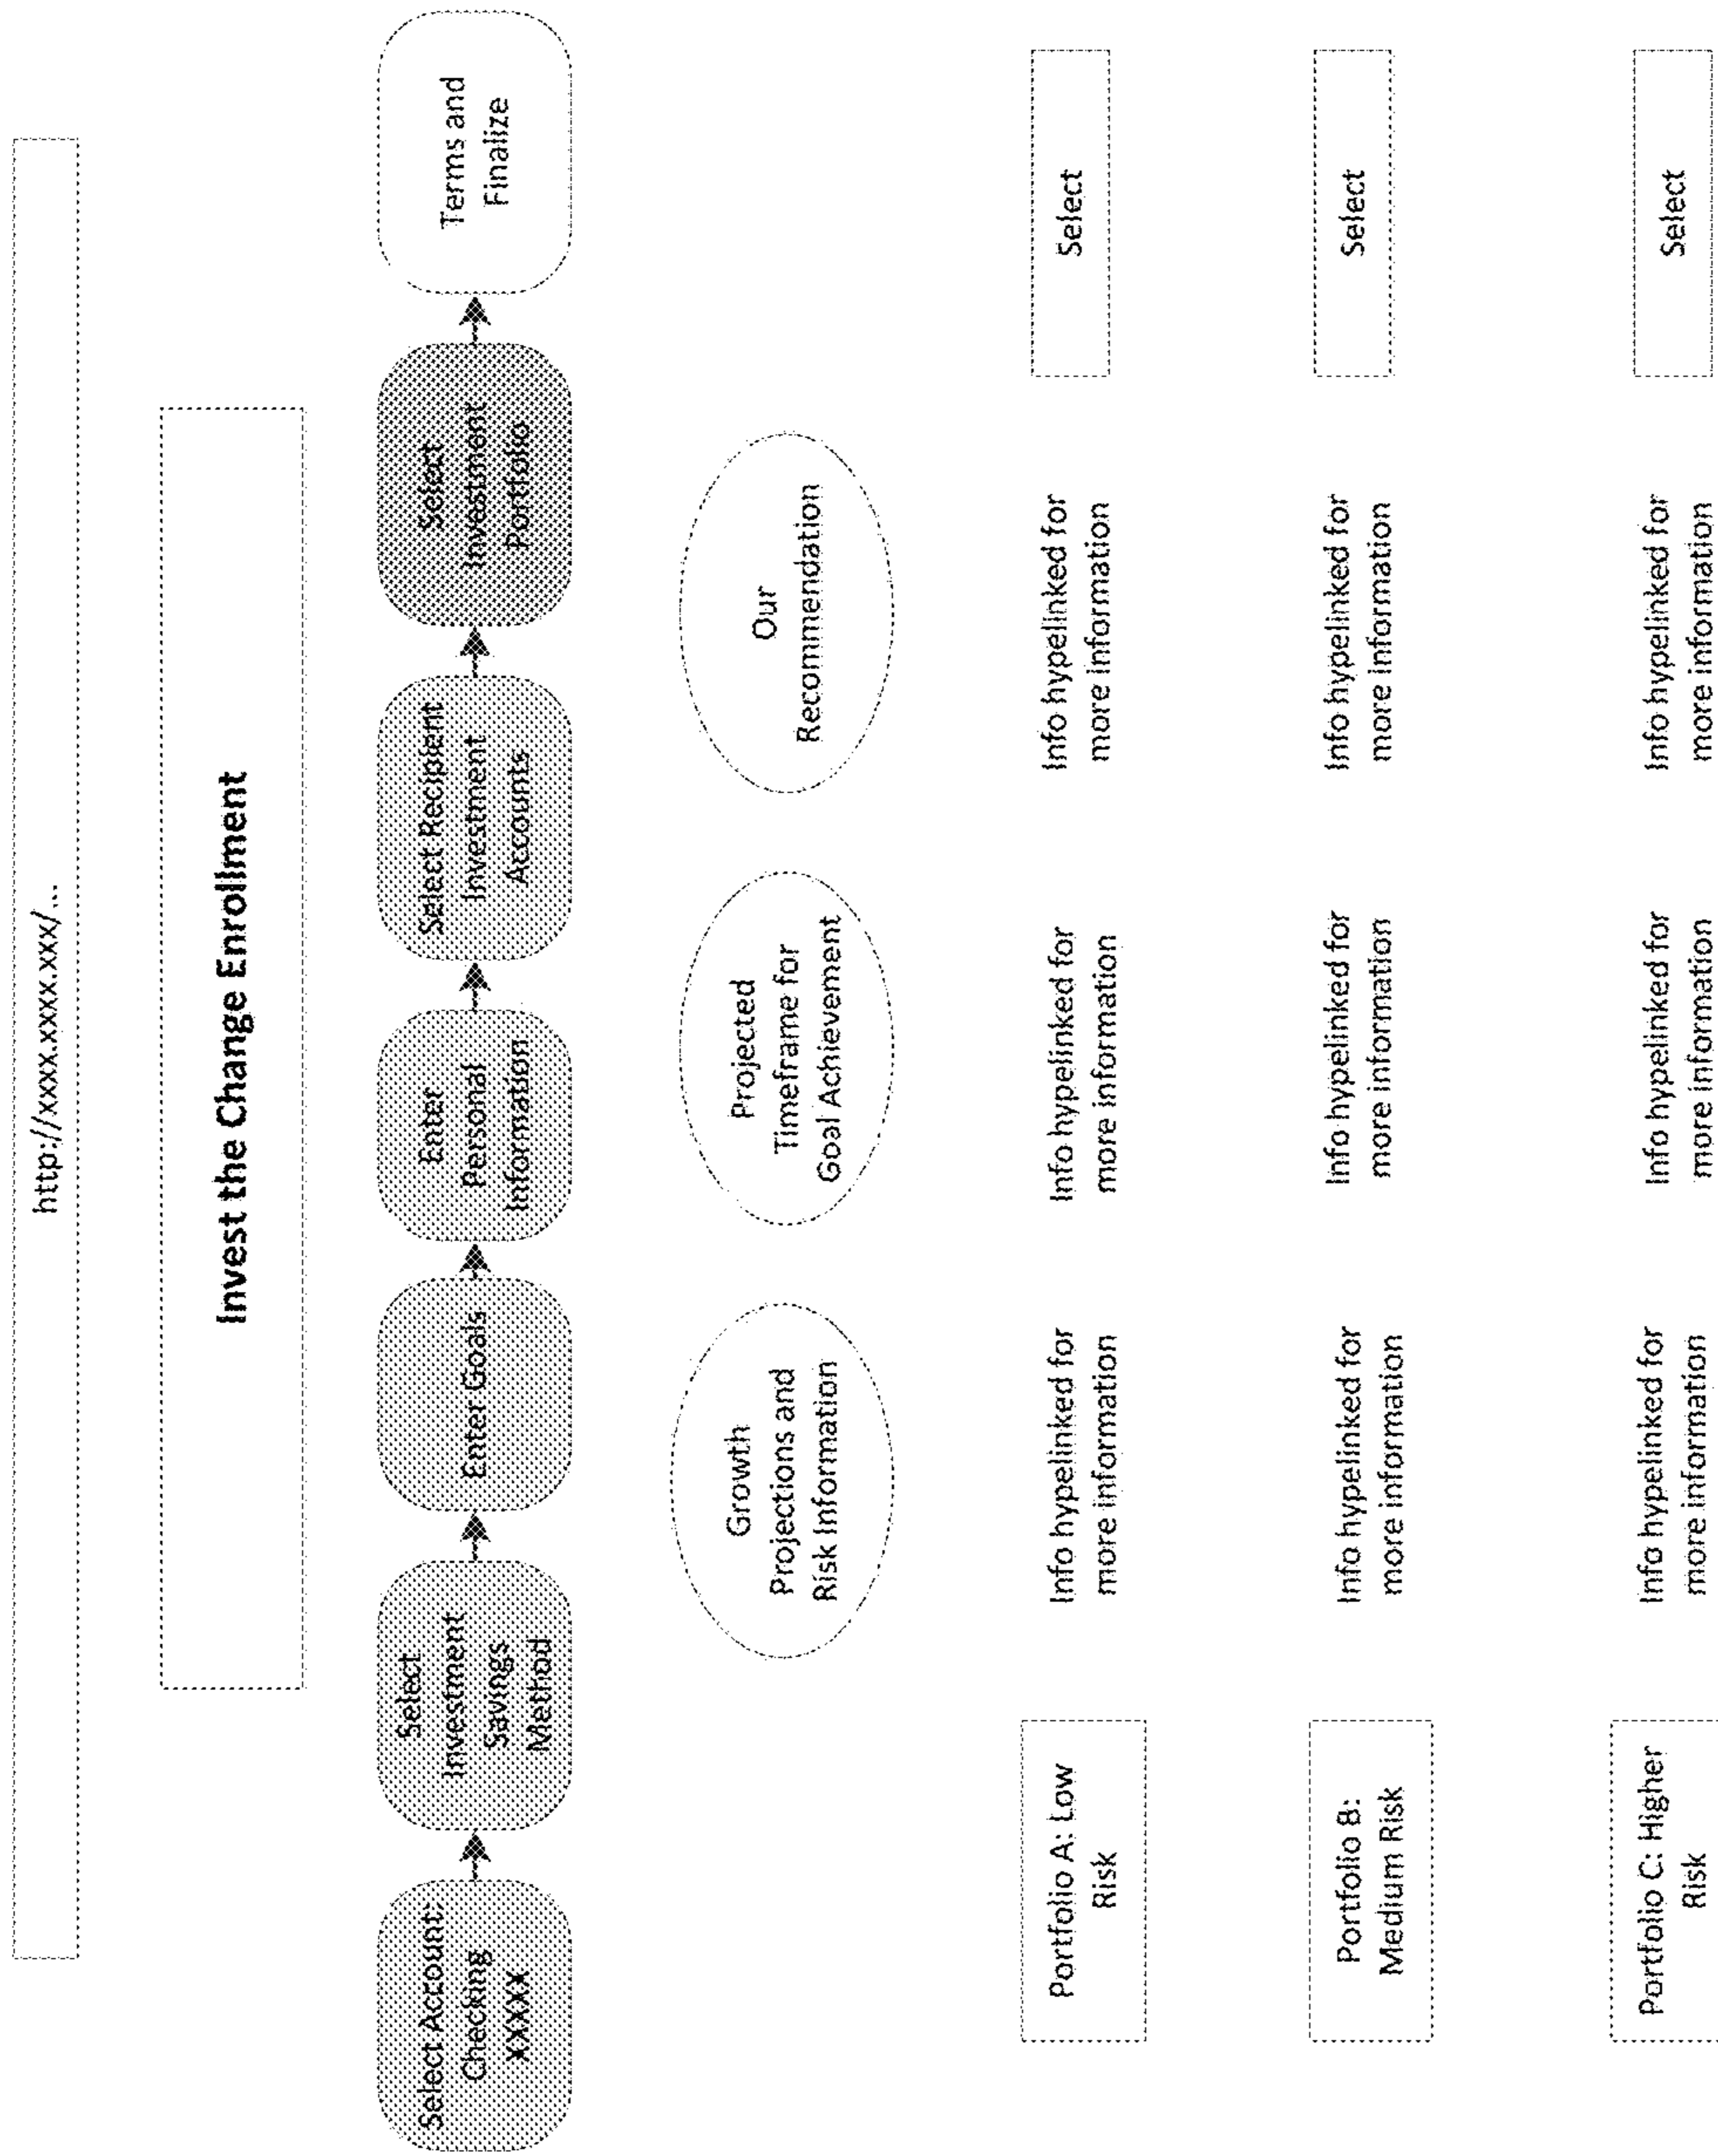 http://xxx.xxxx.xxx/...
Invest the Change Enrollment
Select Account:
Checking
XXXXX
Select
Investment
Savings
Method
Enter Goals
Enter
Personal
Information
Select Recipient
Investment
Accounts
Select
Investment
Portfolio
Terms and
Finalize
Growth
Projections and
Risk Information
Projected
Timeframe for
Goal Achievement
Our
Recommendation
Portfolio A: Low
Risk
Info hypelinked for
more information
Info hypelinked for
more information
Info hypelinked for
more information
Select
Portfolio B:
Medium Risk
Info hypelinked for
more information
Info hypelinked for
more information
Info hypelinked for
more information
Select
Portfolio C: Higher
Risk
Info hypelinked for
more information
Info hypelinked for
more information
Info hypelinked for
more information
Select